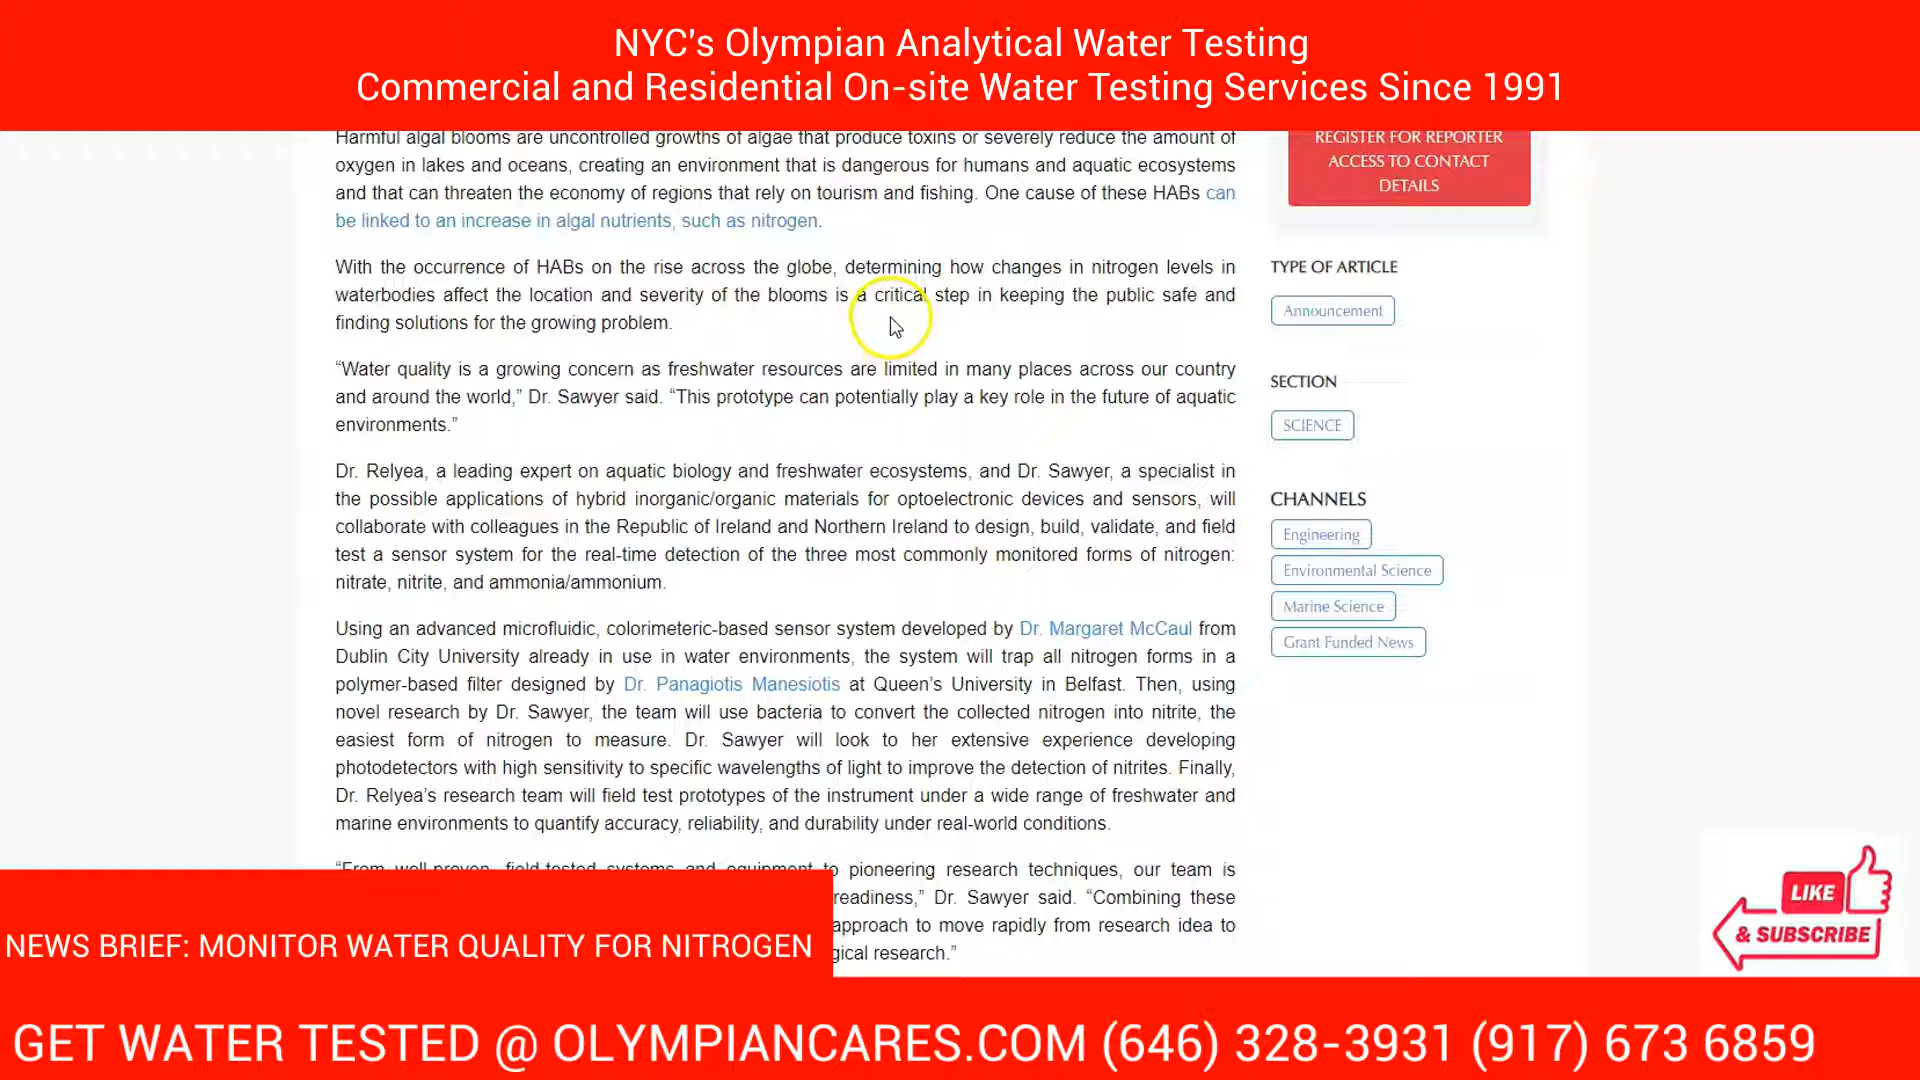 NYC's Olympian Analytical Water Testing
Commercial and Residential On-site Water Testing Services Since 1991
Harmful algal blooms are uncontrolled growths of algae that produce toxins or severely reduce the amount of
oxygen in lakes and oceans, creating an environment that is dangerous for humans and aquatic ecosystems
and that can threaten the economy of regions that rely on tourism and fishing. One cause of these HABs can
be linked to an increase in algal nutrients, such as nitrogen.
With the occurrence of HABs on the rise across the globe, determining how changes in nitrogen levels in
waterbodies affect the location and severity of the blooms is a critical step in keeping the public safe and
finding solutions for the growing problem.
“Water quality is a growing concern as freshwater resources are limited in many places across our country
and around the world,” Dr. Sawyer said. “This prototype can potentially play a key role in the future of aquatic
environments.”
Dr. Relyea, a leading expert on aquatic biology and freshwater ecosystems, and Dr. Sawyer, a specialist in
the possible applications of hybrid inorganic/organic materials for optoelectronic devices and sensors, will
collaborate with colleagues in the Republic of Ireland and Northern Ireland to design, build, validate, and field
test a sensor system for the real-time detection of the three most commonly monitored forms of nitrogen:
nitrate, nitrite, and ammonia/ammonium.
Using an advanced microfluidic, colorimeteric-based sensor system developed by Dr. Margaret McCaul from
Dublin City University already in use in water environments, the system will trap all nitrogen forms in a
polymer-based filter designed by Dr. Panagiotis Manesiotis at Queen’s University in Belfast. Then, using
novel research by Dr. Sawyer, the team will use bacteria to convert the collected nitrogen into nitrite, the
easiest form of nitrogen to measure. Dr. Sawyer will look to her extensive experience developing
photodetectors with high sensitivity to specific wavelengths of light to improve the detection of nitrites. Finally,
Dr. Relyea’s research team will field test prototypes of the instrument under a wide range of freshwater and
marine environments to quantify accuracy, reliability, and durability under real-world conditions.
“From well-proven, field-tested systems and equipment to pioneering research techniques, our team is
readiness,” Dr. Sawyer said. “Combining these
approach to move rapidly from research idea to
gical research.”
REGISTER FOR REPORTER
ACCESS TO CONTACT
DETAILS
TYPE OF ARTICLE
Announcement
SECTION
SCIENCE
CHANNELS
Engineering
Environmental Science
Marine Science
Grant Funded News
LIKE
& SUBSCRIBE
NEWS BRIEF: MONITOR WATER QUALITY FOR NITROGEN
GET WATER TESTED @ OLYMPIANCARES.COM (646) 328-3931 (917) 673 6859